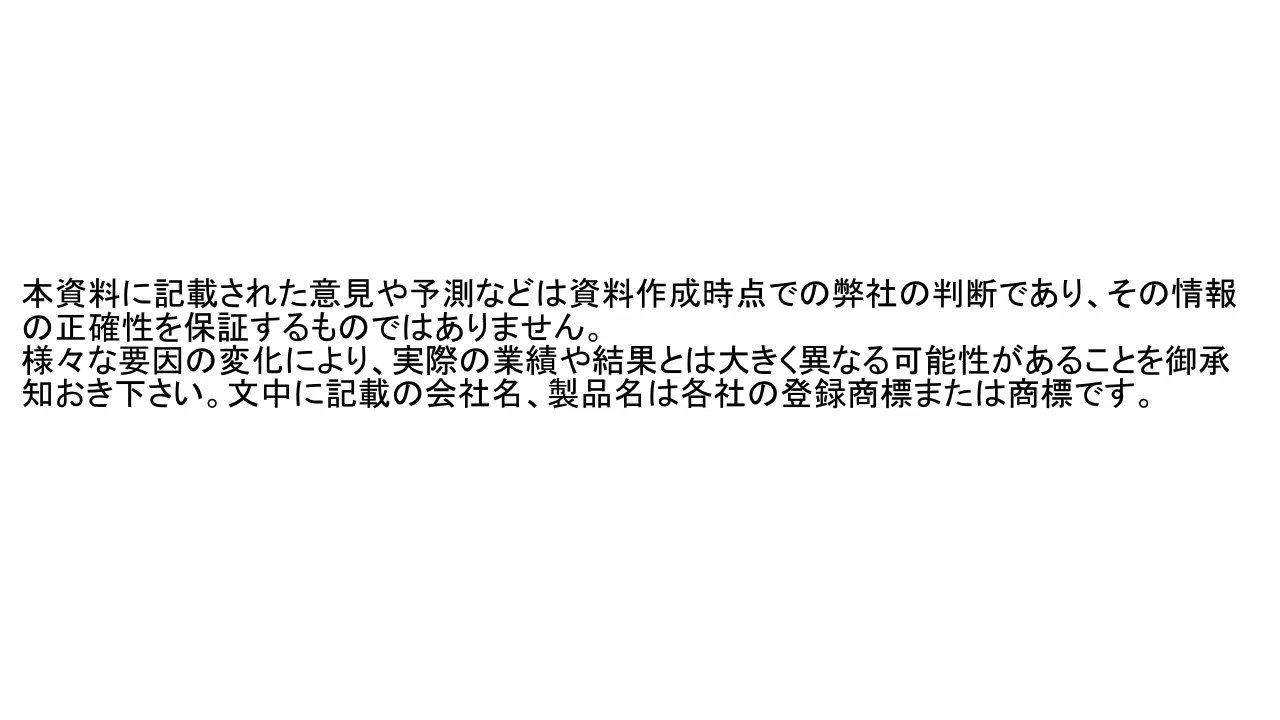 本資料に記載された意見や予測などは資料作成時点での弊社の判断であり、その情報
の正確性を保証するものではありません。
様々な要因の変化により、実際の業績や結果とは大きく異なる可能性があることを御承
知おき下さい。文中に記載の会社名、製品名は各社の登録商標または商標です。